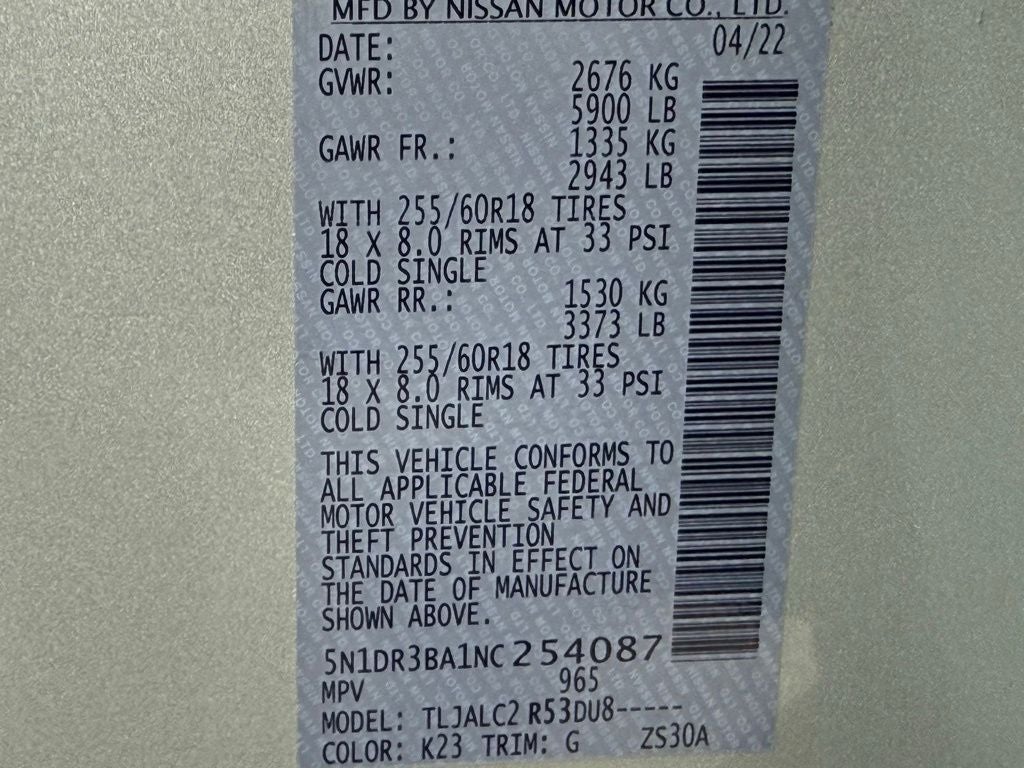 MFD BY NISSAN MOTOR CO., LTD.
DATE: 04/22
GVWR: 2676 KG
5900 LB
GAWR FR.: 1335 KG
2943 LB
WITH 255/60R18 TIRES
18 X 8.0 RIMS AT 33 PSI
COLD SINGLE
GAWR RR.: 1530 KG
3373 LB
WITH 255/60R18 TIRES
18 X 8.0 RIMS AT 33 PSI
COLD SINGLE
THIS VEHICLE CONFORMS TO
ALL APPLICABLE FEDERAL
MOTOR VEHICLE SAFETY AND
THEFT PREVENTION
STANDARDS IN EFFECT ON
THE DATE OF MANUFACTURE
SHOWN ABOVE.
5N1DR3BA1NC254087
MPV 965
MODEL: TLJALC2 R53DU8-----
COLOR: K23 TRIM: G ZS30A